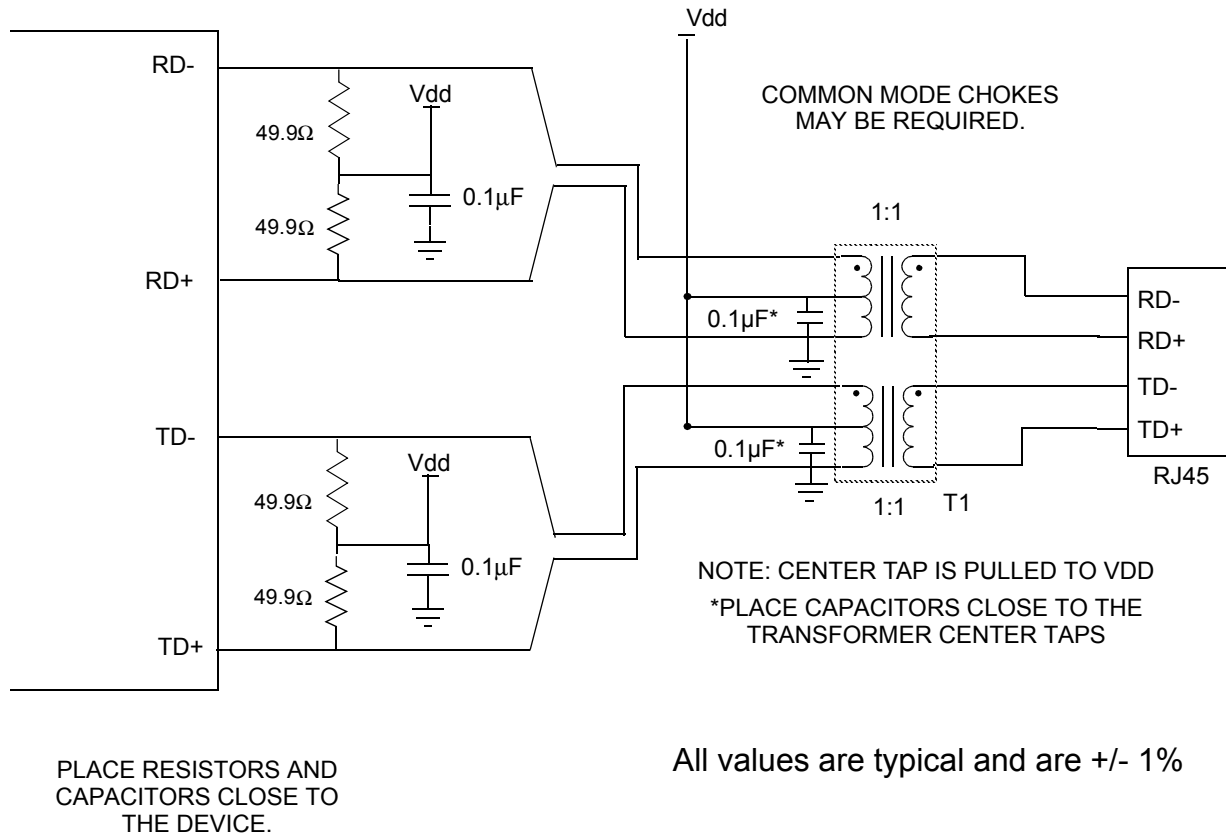 Vdd
RD-
Vdd
COMMON MODE CHOKES
MAY BE REQUIRED.
49.9Ω
0.1μF
49.9Ω
1:1
RD+
RD-
0.1µF*
RD+
TD-
TD-
TD+
Vdd
0.1µF*
RJ45
49.9Ω
1:1
T1
0.1μF
NOTE: CENTER TAP IS PULLED TO VDD
49.9Ω
*PLACE CAPACITORS CLOSE TO THE
TRANSFORMER CENTER TAPS
TD+
All values are typical and are +/- 1%
PLACE RESISTORS AND
CAPACITORS CLOSE TO
THE DEVICE.